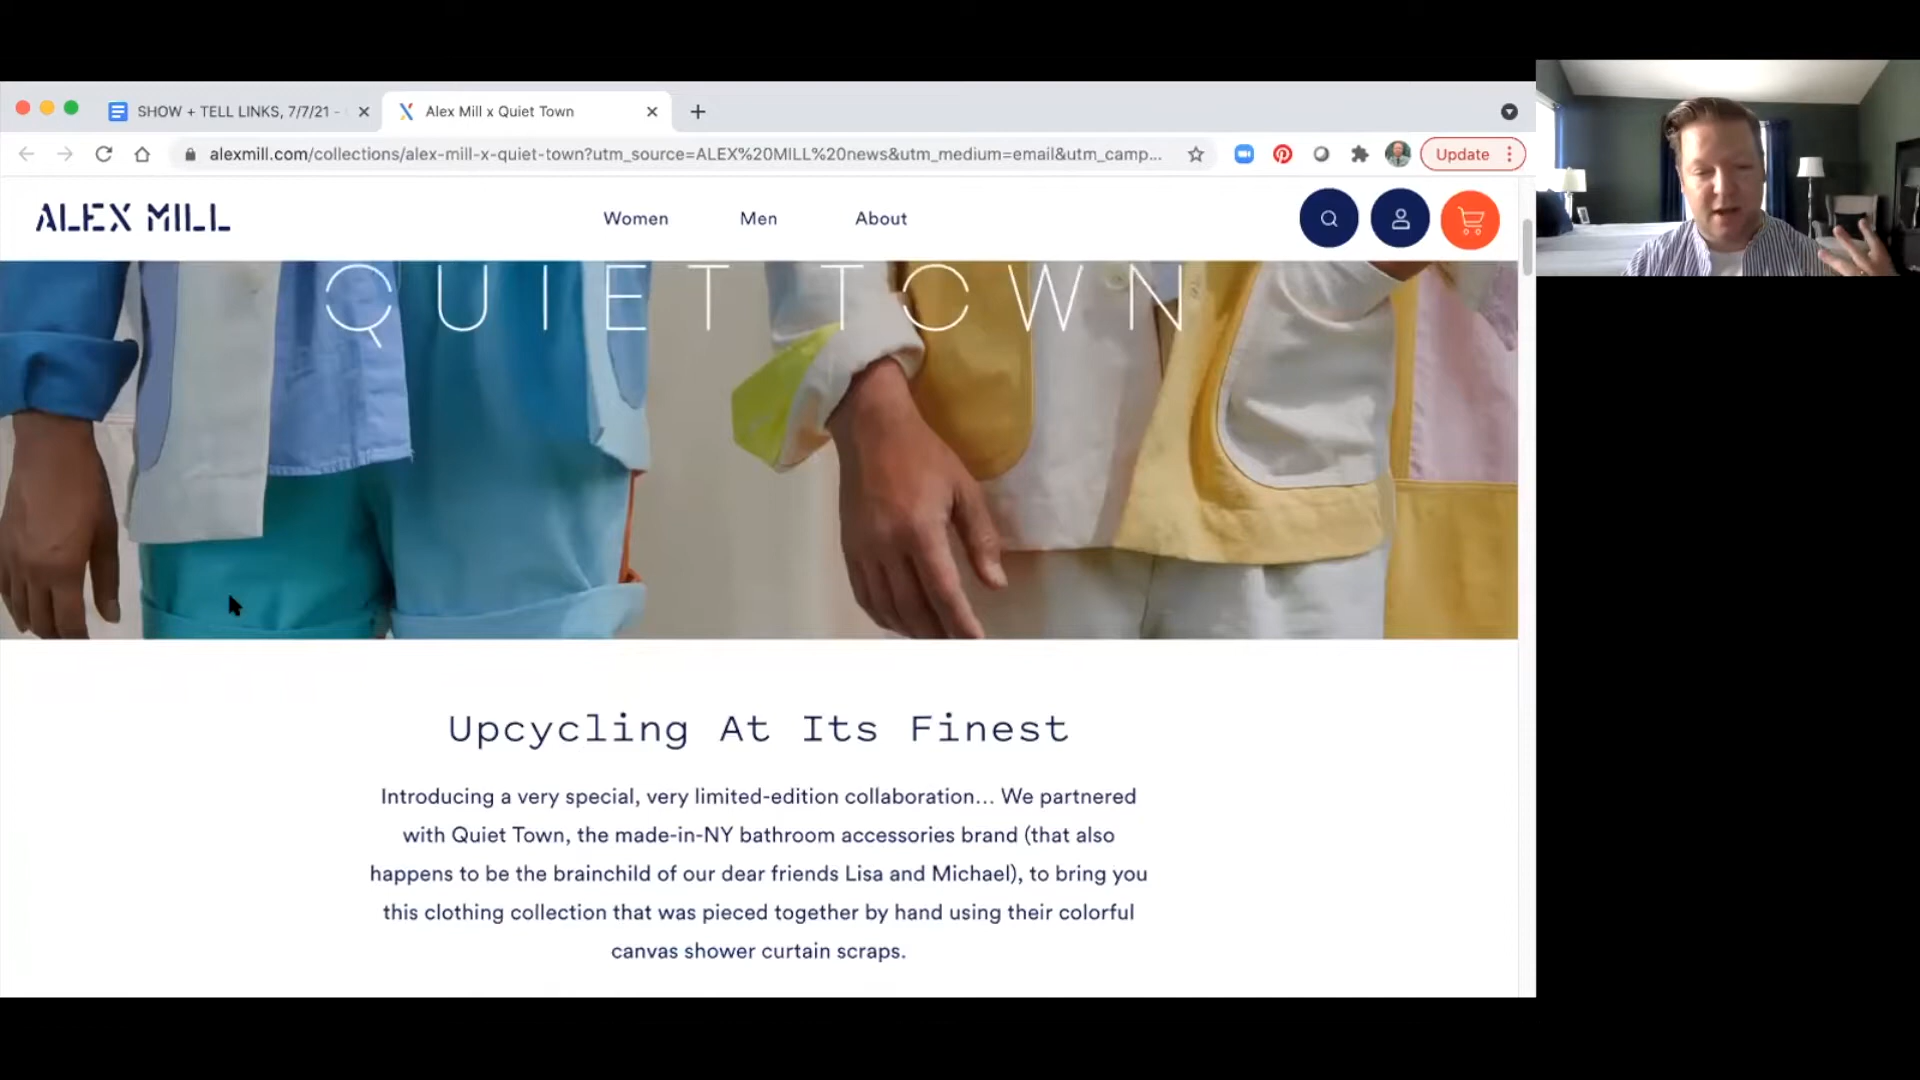 SHOW + TELL LINKS, 7/7/21 -
Alex Mill x Quiet Town
alexmill.com/collections/alex-mill-x-quiet-town?utm_source=ALEX%20MILL%20news&utm_medium=email&utm_camp...
Update
ALEX MILL
Women
Men
About
QUIET TOWN
Upcycling At Its Finest
Introducing a very special, very limited-edition collaboration... We partnered
with Quiet Town, the made-in-NY bathroom accessories brand (that also
happens to be the brainchild of our dear friends Lisa and Michael), to bring you
this clothing collection that was pieced together by hand using their colorful
canvas shower curtain scraps.